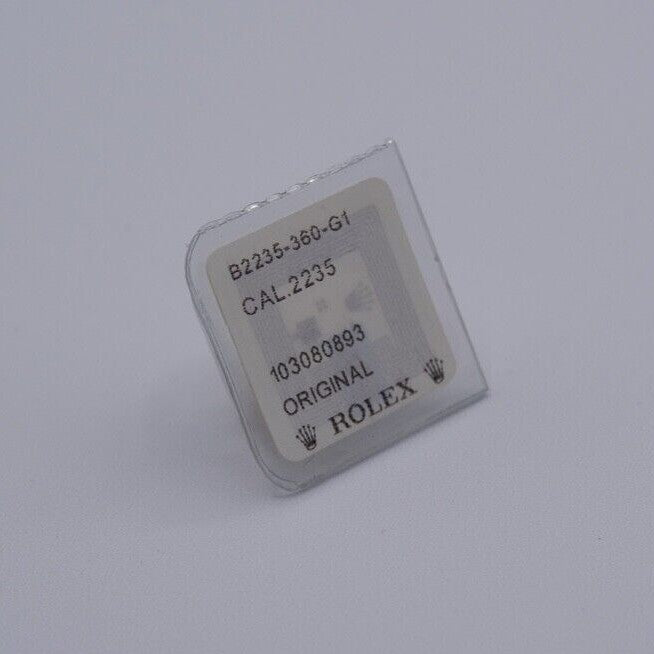 B2235-360-G1
CAL.2235
103080893
ORIGINAL
ROLEX